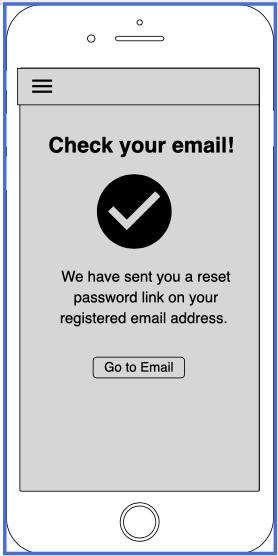 Check your email!
We have sent you a reset
password link on your
registered email address.
Go to Email